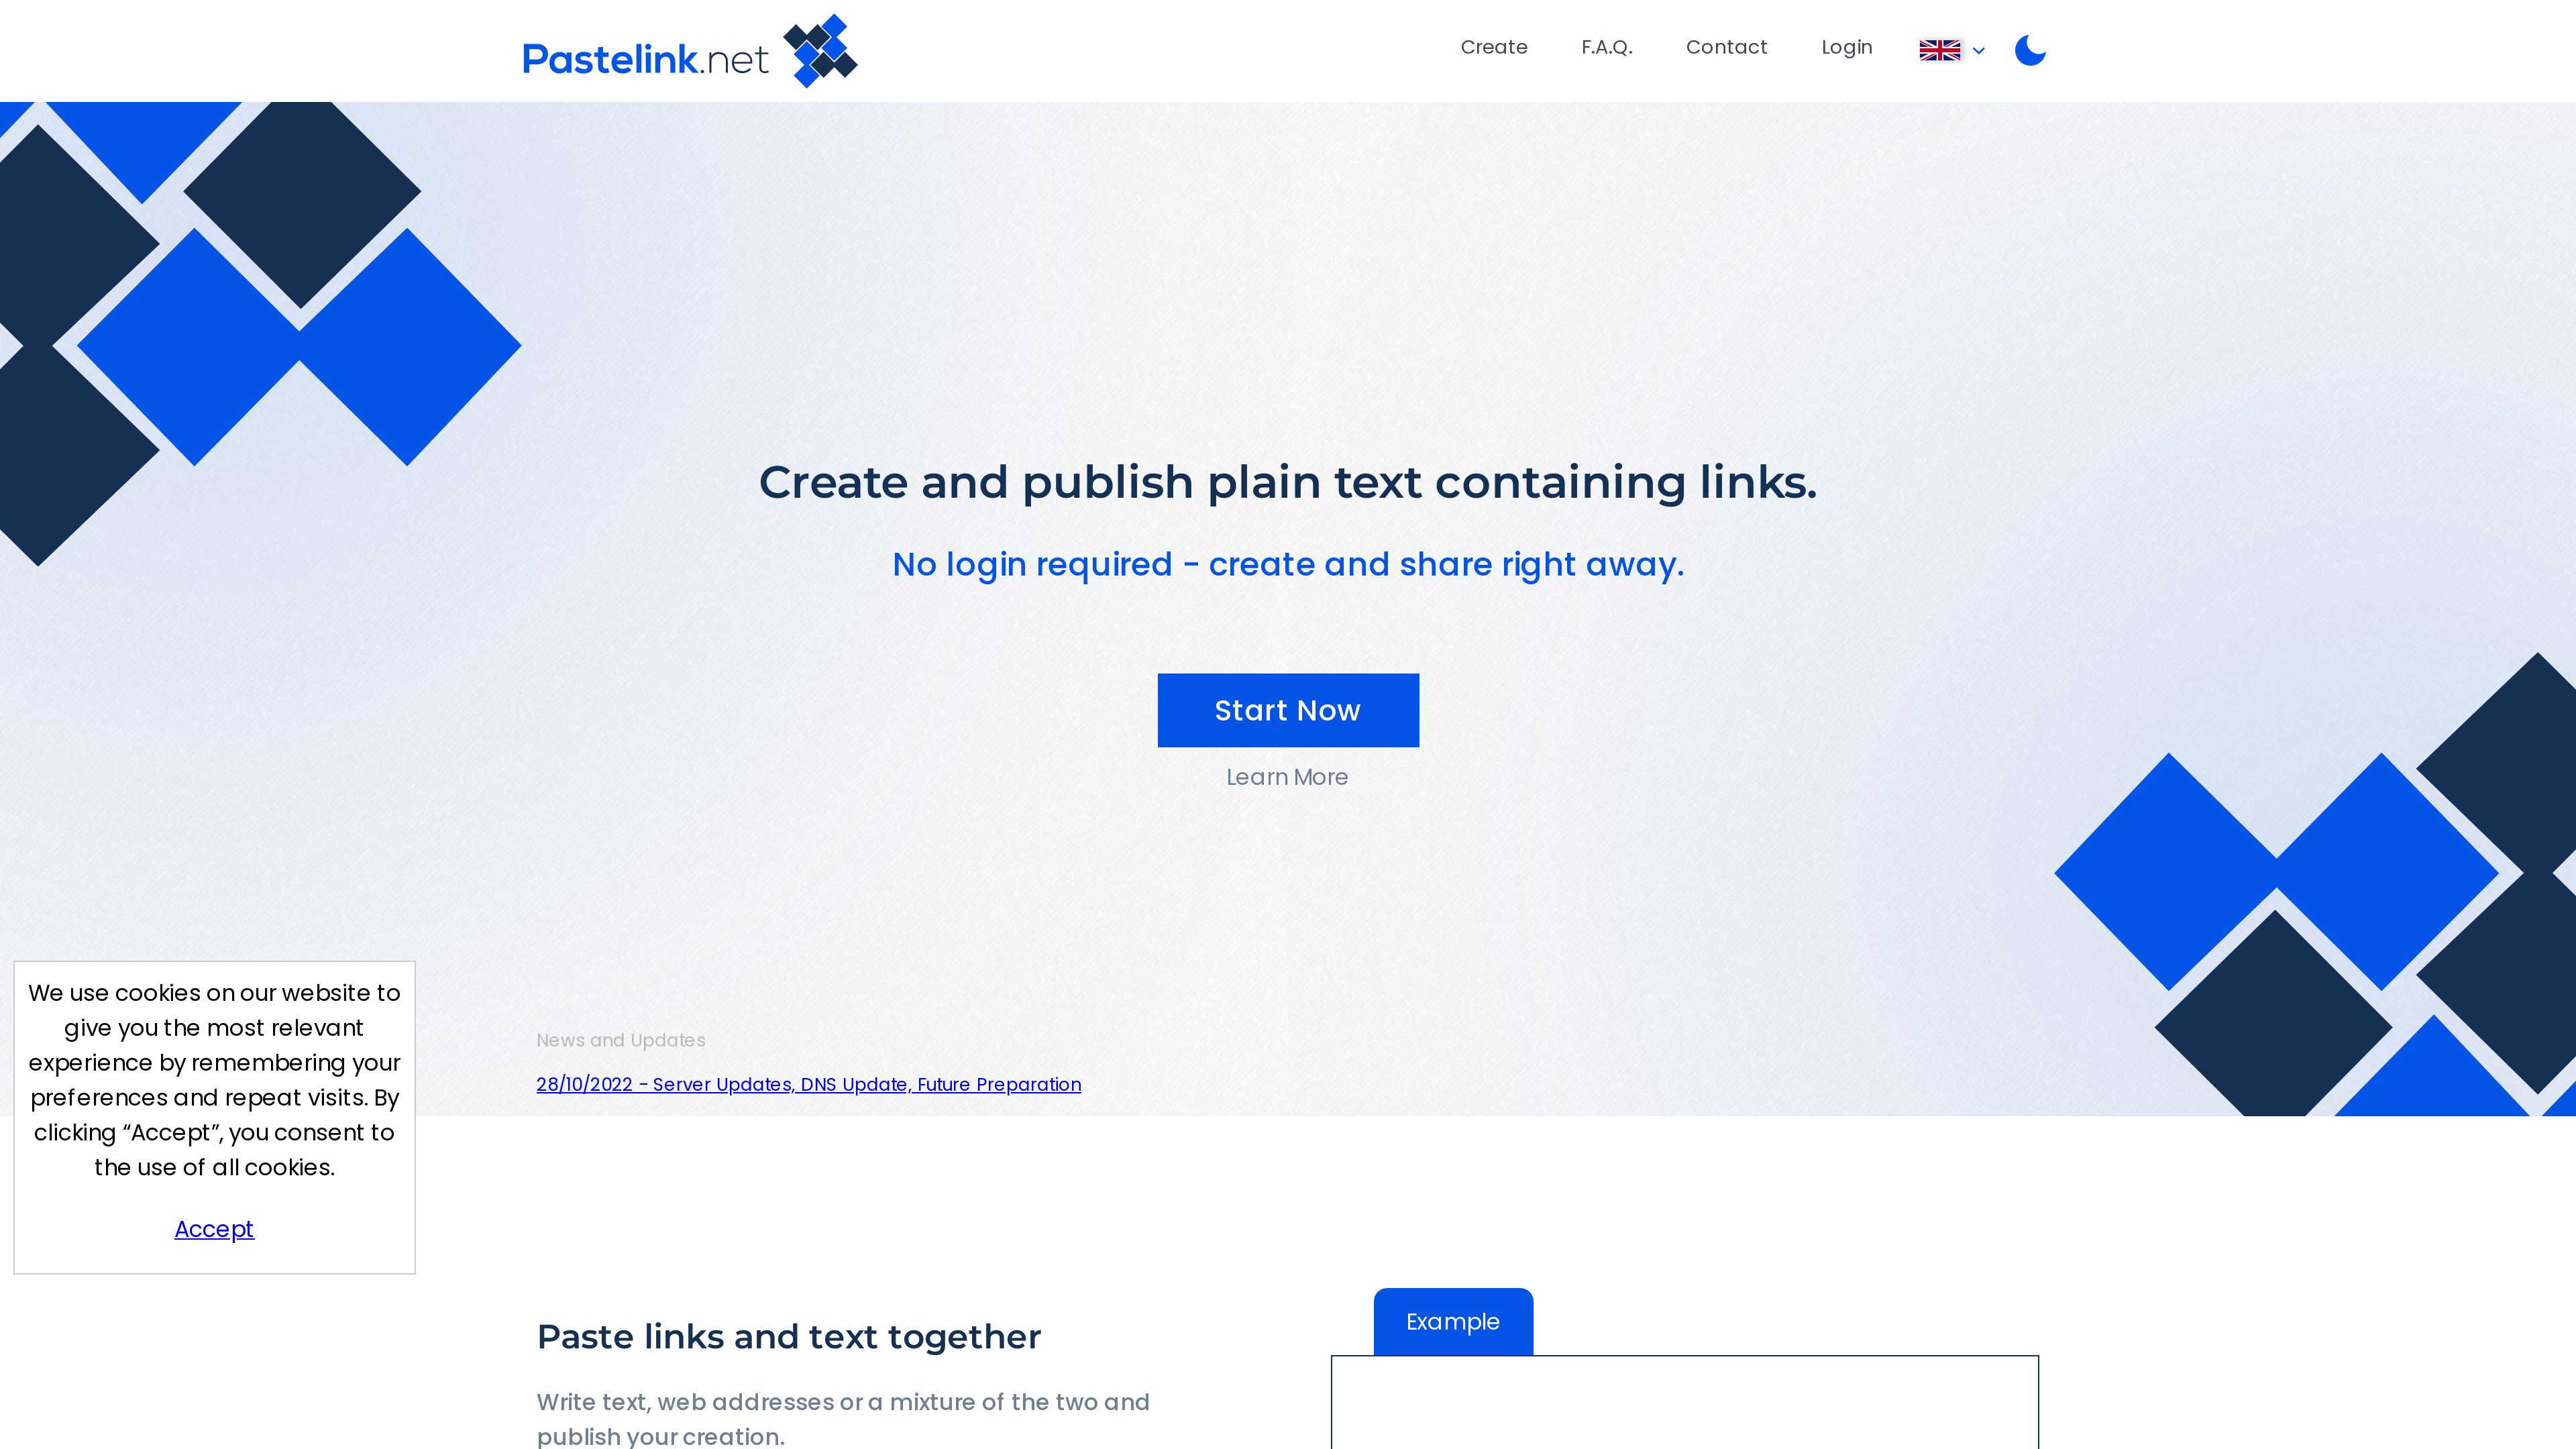 Pastelink.net
Create
F.A.Q.
Contact
Login
Create and publish plain text containing links.
No login required - create and share right away.
Start Now
Learn More
News and Updates
28/10/2022 - Server Updates, DNS Update, Future Preparation
We use cookies on our website to
give you the most relevant
experience by remembering your
preferences and repeat visits. By
clicking “Accept”, you consent to
the use of all cookies.
Accept
Paste links and text together
Write text, web addresses or a mixture of the two and
publish your creation.
Example